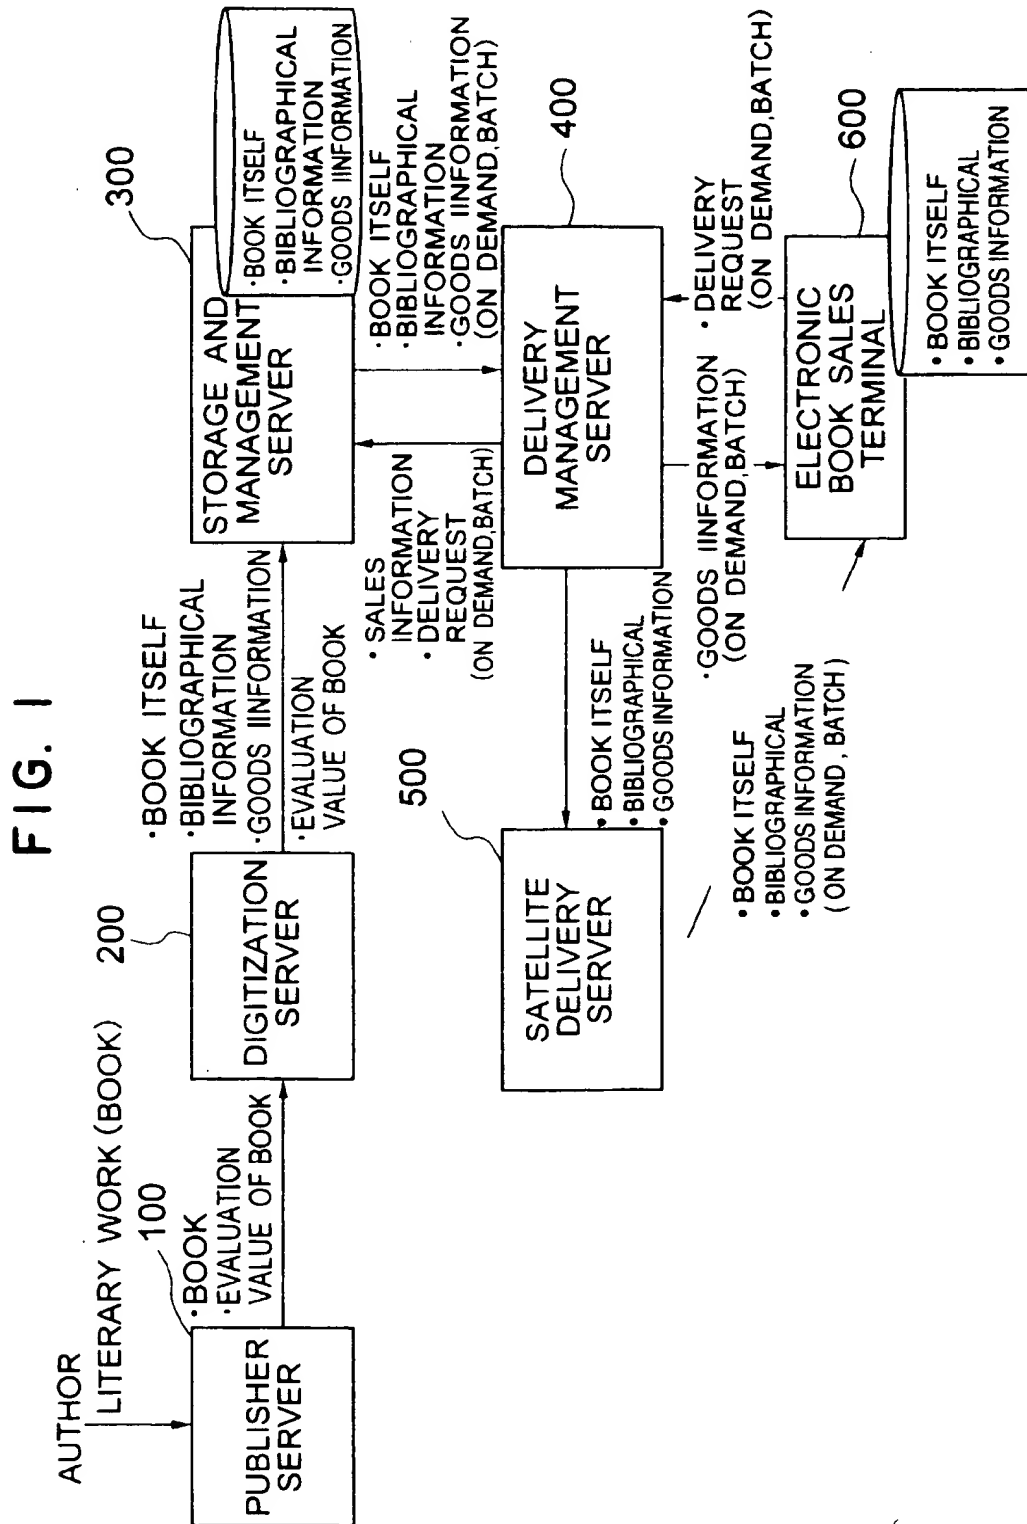 FIG. 1
AUTHOR
LITERARY WORK (BOOK)
100
PUBLISHER
SERVER
·BOOK
·EVALUATION
VALUE OF BOOK
200
DIGITIZATION
SERVER
·BOOK ITSELF
·BIBLIOGRAPHICAL
INFORMATION
·GOODS IINFORMATION
·EVALUATION
VALUE OF BOOK
300
STORAGE AND
MANAGEMENT
SERVER
·BOOK ITSELF
·BIBLIOGRAPHICAL
INFORMATION
·GOODS IINFORMATION
·SALES
INFORMATION
·DELIVERY
REQUEST
(ON DEMAND,BATCH)
·BOOK ITSELF
·BIBLIOGRAPHICAL
INFORMATION
·GOODS IINFORMATION
(ON DEMAND,BATCH)
400
DELIVERY
MANAGEMENT
SERVER
500
SATELLITE
DELIVERY
SERVER
·BOOK ITSELF
·BIBLIOGRAPHICAL
·GOODS INFORMATION
·GOODS IINFORMATION
(ON DEMAND,BATCH)
·DELIVERY
REQUEST
(ON DEMAND,BATCH)
·BOOK ITSELF
·BIBLIOGRAPHICAL
·GOODS INFORMATION
(ON DEMAND, BATCH)
600
ELECTRONIC
BOOK SALES
TERMINAL
·BOOK ITSELF
·BIBLIOGRAPHICAL
·GOODS INFORMATION